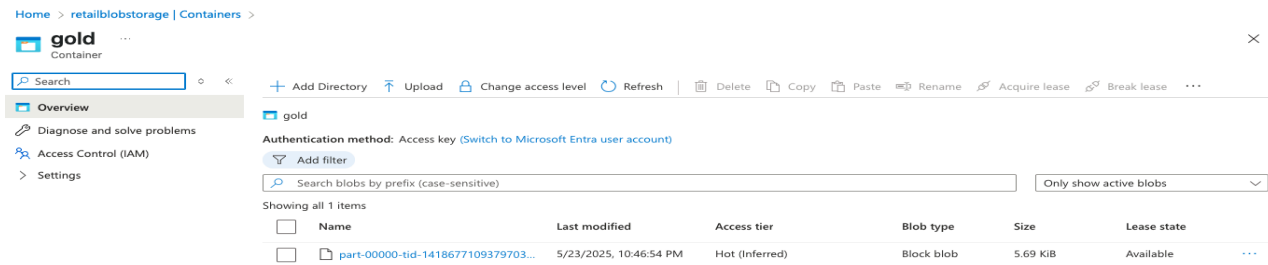 Home > retailblobstorage | Containers >
gold ...
Container
Search
Add Directory Upload Change access level Refresh Delete Copy Paste Rename Acquire lease Break lease ...
Overview
Diagnose and solve problems
Access Control (IAM)
Settings
gold
Authentication method: Access key (Switch to Microsoft Entra user account)
Add filter
Search blobs by prefix (case-sensitive) Only show active blobs
Showing all 1 items
Name Last modified Access tier Blob type Size Lease state
part-00000-tid-1418677109379703... 5/23/2025, 10:46:54 PM Hot (Inferred) Block blob 5.69 KiB Available ...